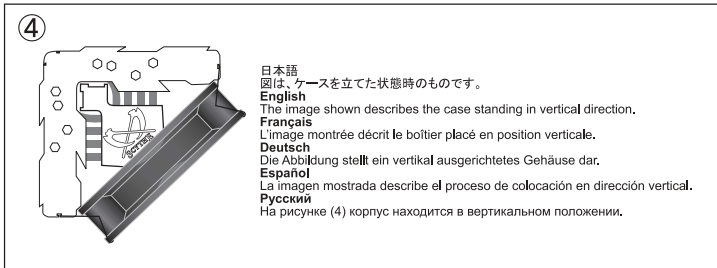 ④
日本語
図は、ケースを立てた状態時のものです。
English
The image shown describes the case standing in vertical direction.
Français
L'image montrée décrit le boîtier placé en position verticale.
Deutsch
Die Abbildung stellt ein vertikal ausgerichtetes Gehäuse dar.
Español
La imagen mostrada describe el proceso de colocación en dirección vertical.
Русский
На рисунке (4) корпус находится в вертикальном положении.